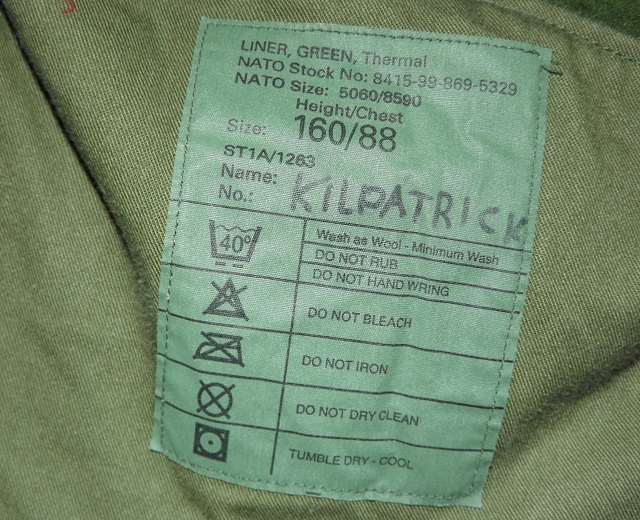 LINER, GREEN, Thermal
NATO Stock No: 8415-99-869-5329
NATO Size: 5060/8590
Height/Chest
Size: 160/88
ST1A/1263
Name: KILPATRICK
No.:
40°
Wash as Wool - Minimum Wash
DO NOT RUB
DO NOT HAND WRING
DO NOT BLEACH
DO NOT IRON
DO NOT DRY CLEAN
TUMBLE DRY - COOL